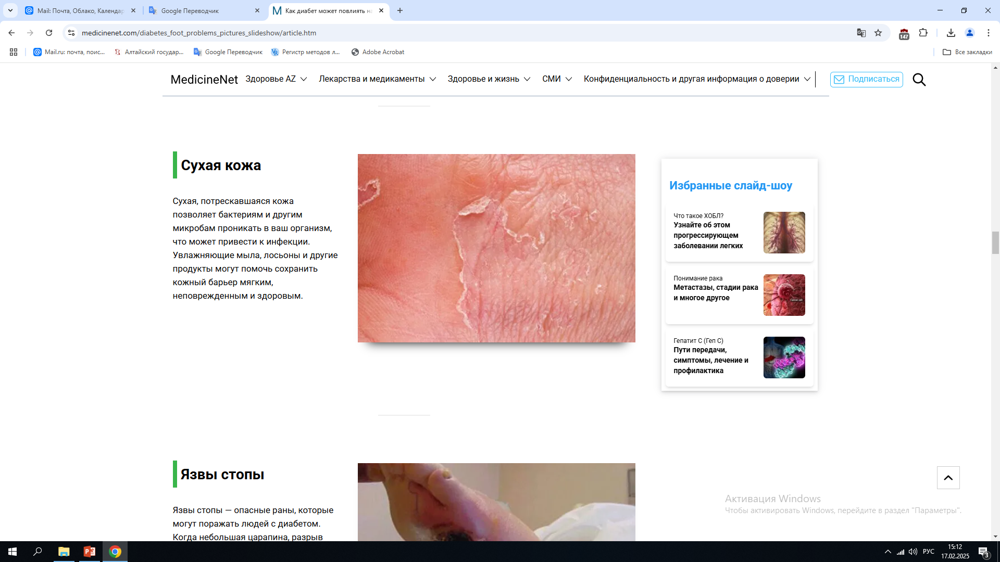 Mail: Почта, Облако, Календар
Google Переводчик
Как диабет может повлиять на
medicinenet.com/diabetes_foot_problems_pictures_slideshow/article.htm
147
Mail.ru: почта, поис...
Алтайский государ...
Google Переводчик
Регистр методов л...
Adobe Acrobat
Все закладки
MedicineNet
Здоровье AZ
Лекарства и медикаменты
Здоровье и жизнь
СМИ
Конфиденциальность и другая информация о доверии
Подписаться
Сухая кожа
Сухая, потрескавшаяся кожа
позволяет бактериям и другим
микробам проникать в ваш организм,
что может привести к инфекции.
Увлажняющие мыла, лосьоны и другие
продукты могут помочь сохранить
кожный барьер мягким,
неповрежденным и здоровым.
Избранные слайд-шоу
Что такое ХОБЛ?
Узнайте об этом
прогрессирующем
заболевании легких
Понимание рака
Метастазы, стадии рака
и многое другое
Cancer cell
Гепатит С (Геп С)
Пути передачи,
симптомы, лечение и
профилактика
Язвы стопы
Язвы стопы — опасные раны, которые
могут поражать людей с диабетом.
Когда небольшая царапина, разрыв
Активация Windows
Чтобы активировать Windows, перейдите в раздел "Параметры".
РУС
15:12
17.02.2025
3